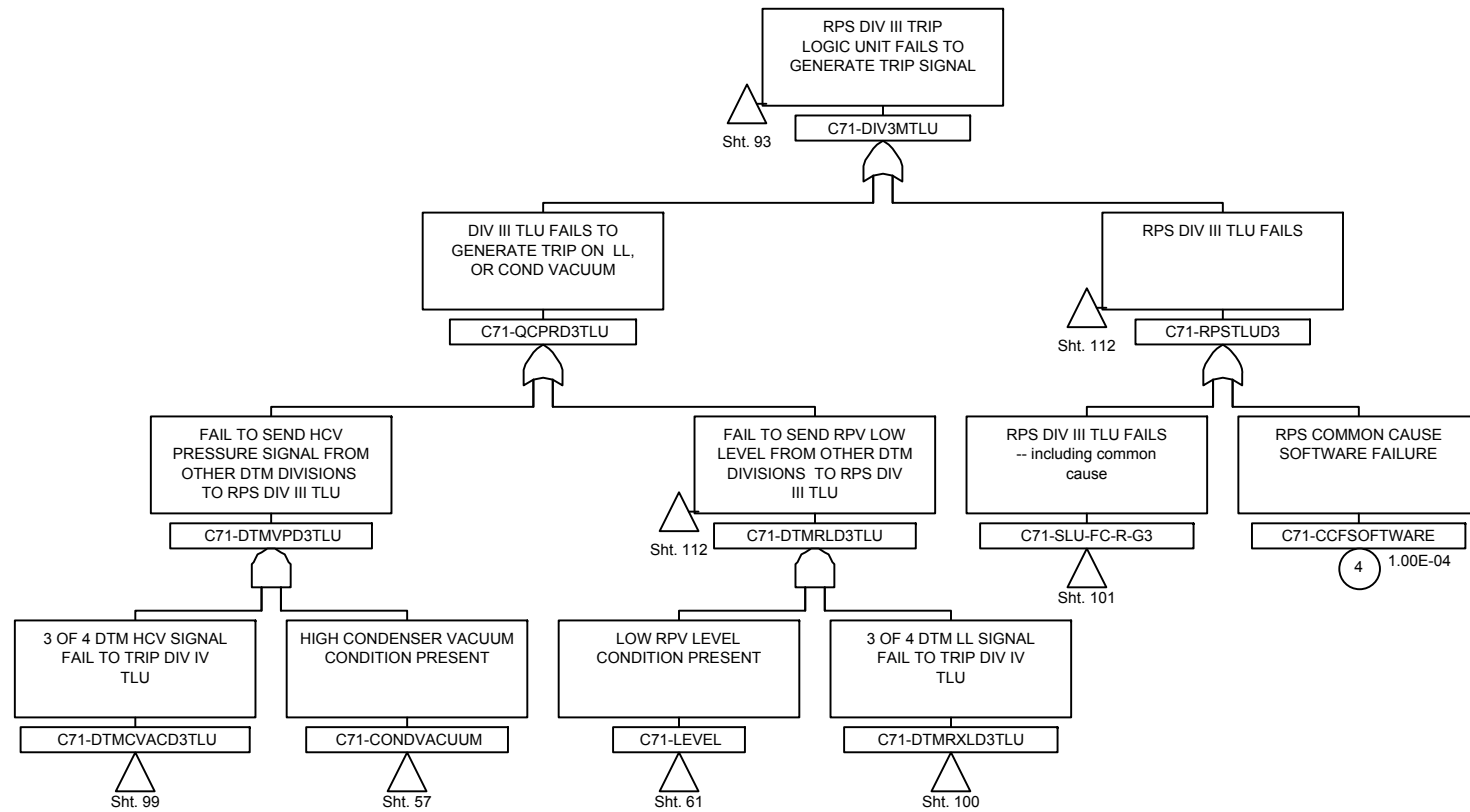 RPS DIV III TRIP
LOGIC UNIT FAILS TO
GENERATE TRIP SIGNAL
C71-DIV3MTLU
Sht. 93
DIV III TLU FAILS TO
GENERATE TRIP ON LL,
OR COND VACUUM
C71-QCPRD3TLU
RPS DIV III TLU FAILS
C71-RPSTLUD3
Sht. 112
FAIL TO SEND HCV
PRESSURE SIGNAL FROM
OTHER DTM DIVISIONS
TO RPS DIV III TLU
C71-DTMVPD3TLU
FAIL TO SEND RPV LOW
LEVEL FROM OTHER DTM
DIVISIONS TO RPS DIV
III TLU
C71-DTMRLD3TLU
Sht. 112
RPS DIV III TLU FAILS
-- including common
cause
C71-SLU-FC-R-G3
Sht. 101
RPS COMMON CAUSE
SOFTWARE FAILURE
C71-CCFSOFTWARE
4
1.00E-04
3 OF 4 DTM HCV SIGNAL
FAIL TO TRIP DIV IV
TLU
C71-DTMCVACD3TLU
Sht. 99
HIGH CONDENSER VACUUM
CONDITION PRESENT
C71-CONDVACUUM
Sht. 57
LOW RPV LEVEL
CONDITION PRESENT
C71-LEVEL
Sht. 61
3 OF 4 DTM LL SIGNAL
FAIL TO TRIP DIV IV
TLU
C71-DTMRXLD3TLU
Sht. 100